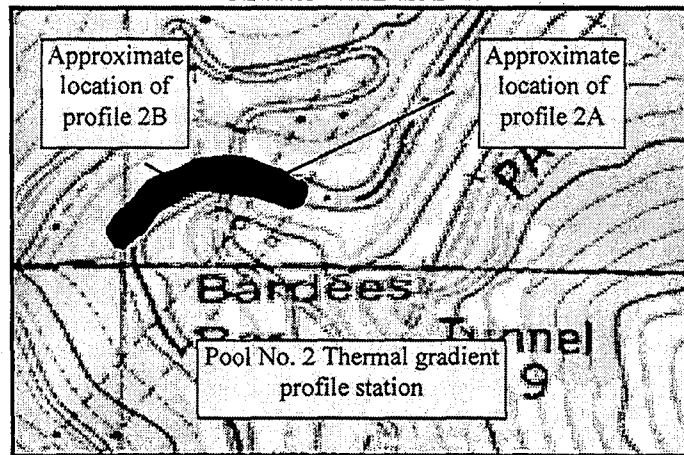 Approximate
location of
profile 2B
Approximate
location of
profile 2A
PA
Bardees
Tunnel
9
Pool No. 2 Thermal gradient
profile station